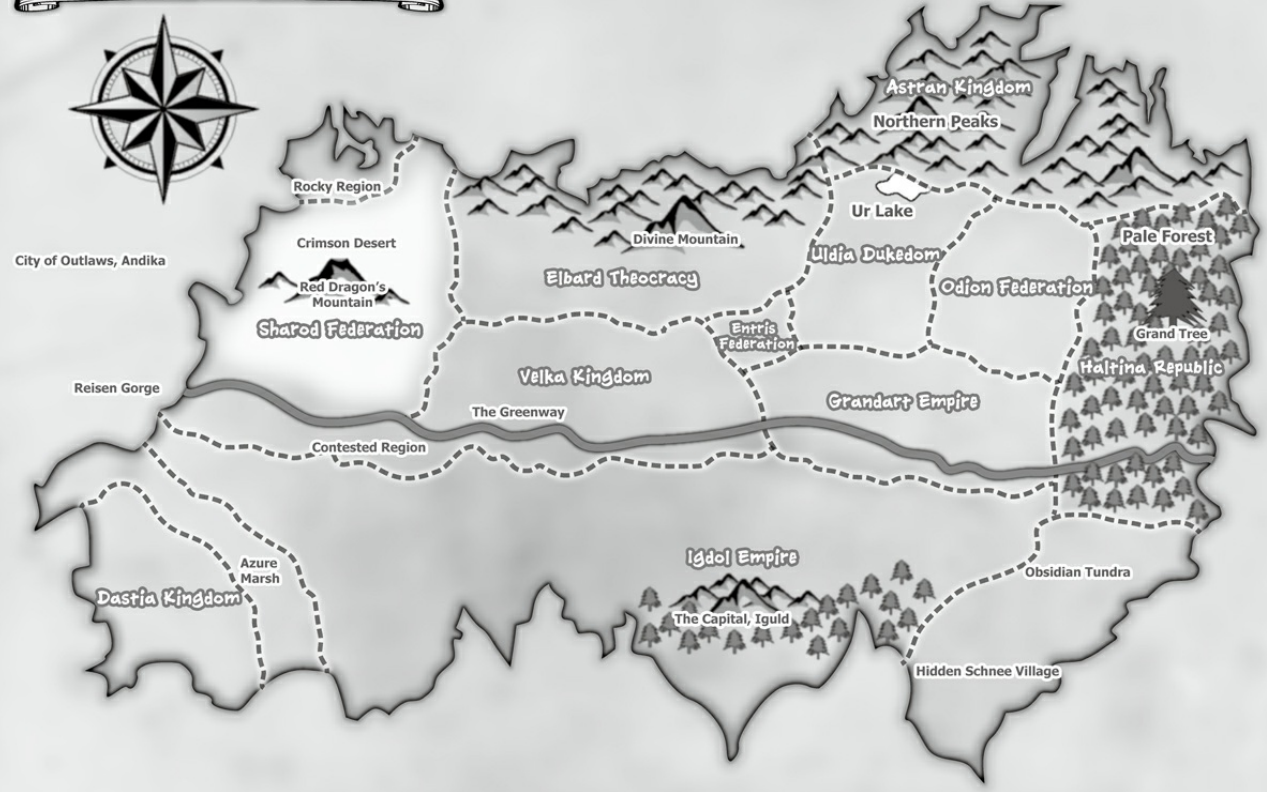 Astran Kingdom
Northern Peaks
Rocky Region
Ur Lake
Crimson Desert
Divine Mountain
Pale Forest
City of Outlaws, Andika
Uldia Dukedom
Elbard Theocracy
Red Dragon's
Mountain
Odion Federation
Sharod Federation
Entris
Federation
Grand Tree
Haltina Republic
Velka Kingdom
Reisen Gorge
Grandart Empire
The Greenway
Contested Region
Igdol Empire
Azure
Marsh
Obsidian Tundra
Dastia Kingdom
The Capital, Iguld
Hidden Schnee Village